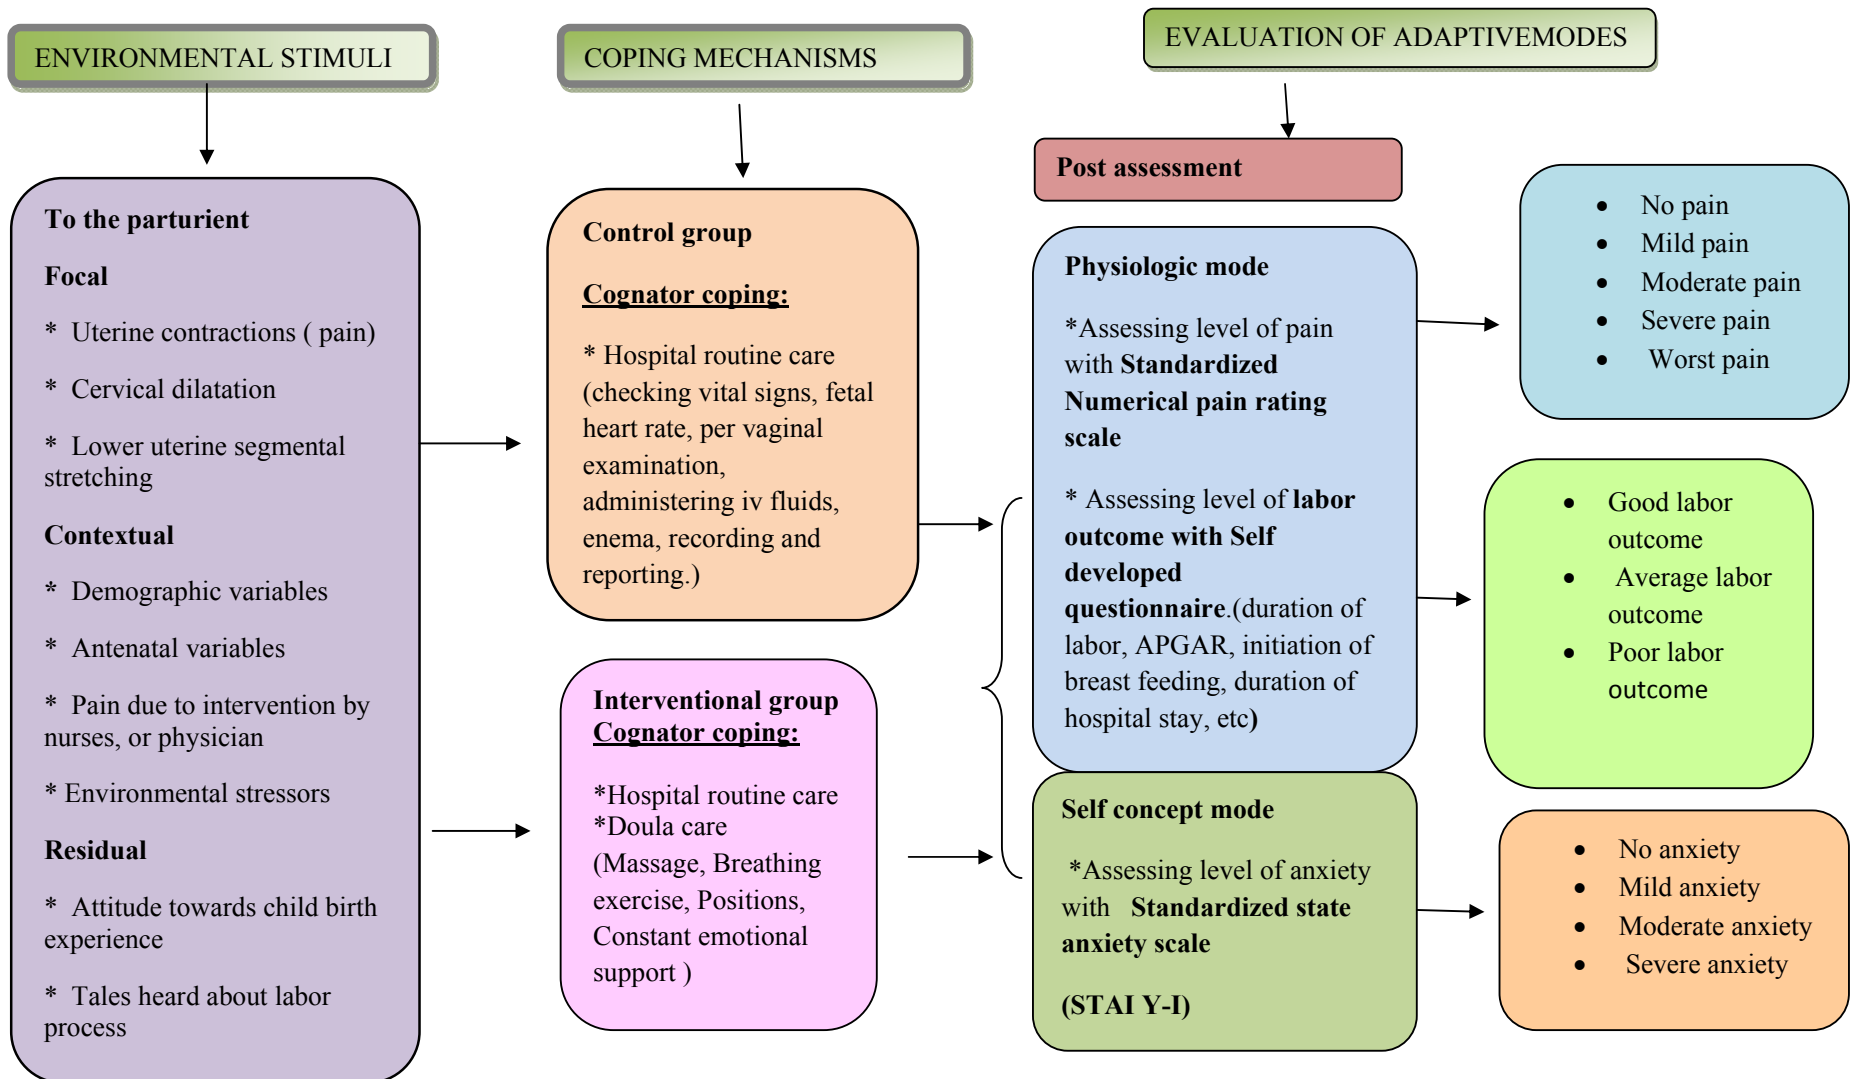 ENVIRONMENTAL STIMULI
COPING MECHANISMS
EVALUATION OF ADAPTIVEMODES
To the parturient
Focal
* Uterine contractions ( pain)
* Cervical dilatation
* Lower uterine segmental
stretching
Contextual
* Demographic variables
* Antenatal variables
* Pain due to intervention by
nurses, or physician
* Environmental stressors
Residual
* Attitude towards child birth
experience
* Tales heard about labor
process
Control group
Cognator coping:
* Hospital routine care
(checking vital signs, fetal
heart rate, per vaginal
examination,
administering iv fluids,
enema, recording and
reporting.)
Interventional group
Cognator coping:
*Hospital routine care
*Doula care
(Massage, Breathing
exercise, Positions,
Constant emotional
support )
Post assessment
Physiologic mode
*Assessing level of pain
with Standardized
Numerical pain rating
scale
* Assessing level of labor
outcome with Self
developed
questionnaire.(duration of
labor, APGAR, initiation of
breast feeding, duration of
hospital stay, etc)
Self concept mode
*Assessing level of anxiety
with Standardized state
anxiety scale
(STAI Y-I)
• No pain
• Mild pain
• Moderate pain
• Severe pain
• Worst pain
• Good labor
outcome
• Average labor
outcome
• Poor labor
outcome
• No anxiety
• Mild anxiety
• Moderate anxiety
• Severe anxiety